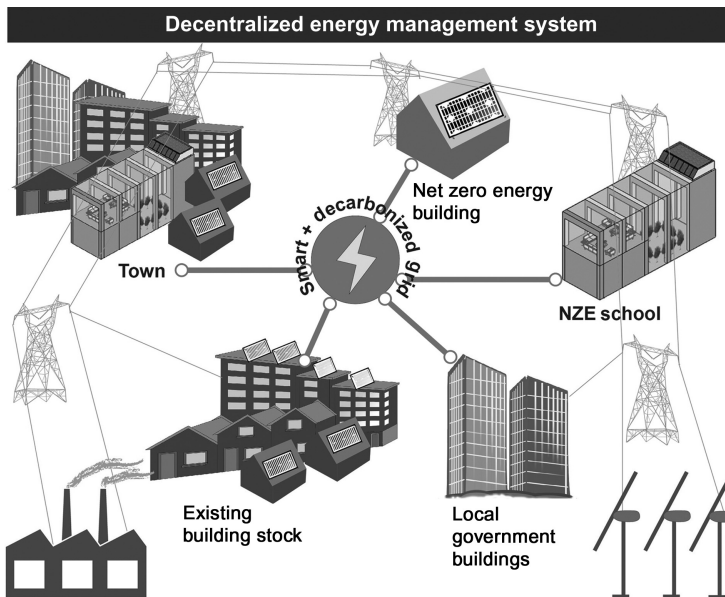 Decentralized energy management system
Net zero energy
building
Smart + decarbonized grid
Town
NZE school
Existing
building stock
Local
government
buildings